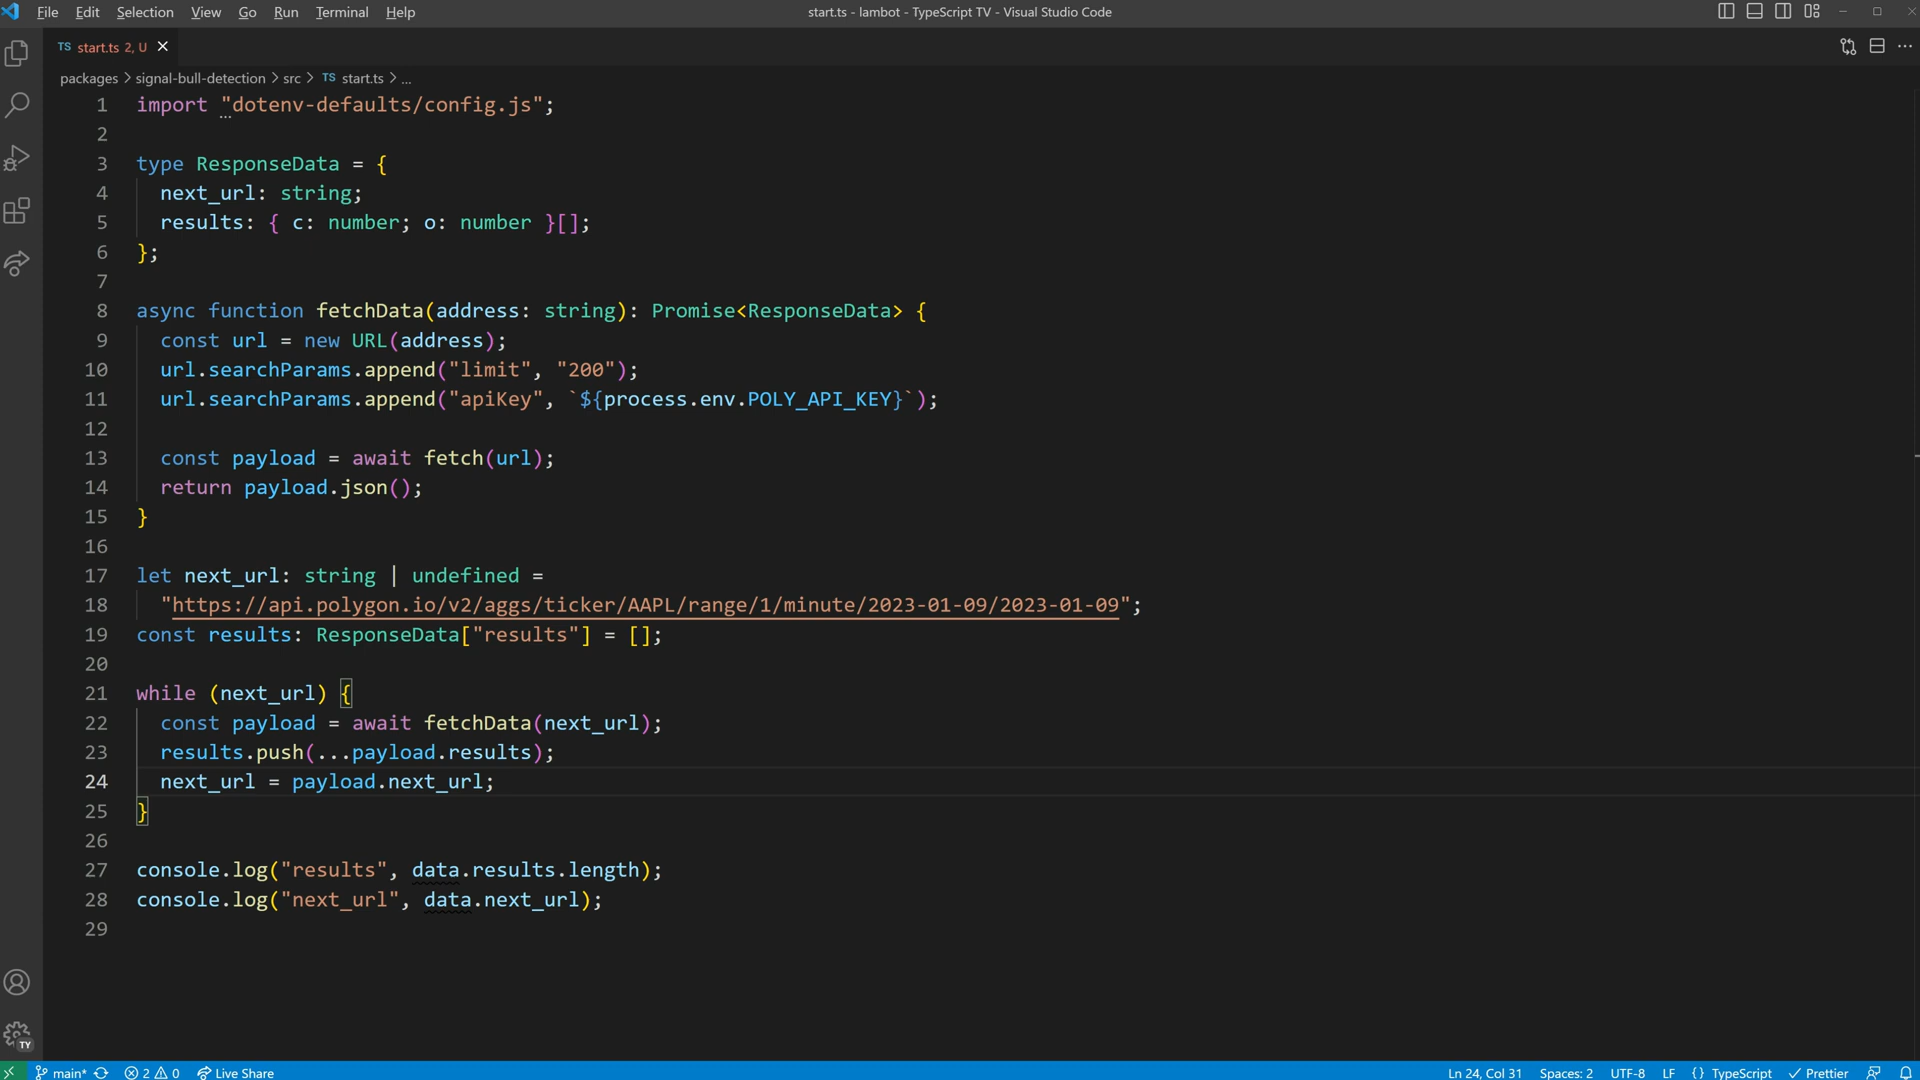 File Edit Selection View Go Run Terminal Help
start.ts - lambot - TypeScript TV - Visual Studio Code
TS start.ts 2, U
packages > signal-bull-detection > src > TS start.ts > ...
1 import "dotenv-defaults/config.js";
2
3 type ResponseData = {
4   next_url: string;
5   results: { c: number; o: number }[];
6 };
7
8 async function fetchData(address: string): Promise<ResponseData> {
9   const url = new URL(address);
10   url.searchParams.append("limit", "200");
11   url.searchParams.append("apiKey", `${process.env.POLY_API_KEY}`);
12
13   const payload = await fetch(url);
14   return payload.json();
15 }
16
17 let next_url: string | undefined =
18   "https://api.polygon.io/v2/aggs/ticker/AAPL/range/1/minute/2023-01-09/2023-01-09";
19 const results: ResponseData["results"] = [];
20
21 while (next_url) {
22   const payload = await fetchData(next_url);
23   results.push(...payload.results);
24   next_url = payload.next_url;
25 }
26
27 console.log("results", data.results.length);
28 console.log("next_url", data.next_url);
29
TY
main* 2 0 Live Share Ln 24, Col 31 Spaces: 2 UTF-8 LF {} TypeScript Prettier